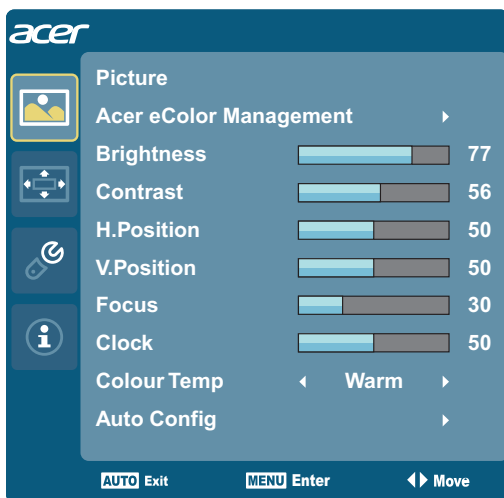 acer
Picture
Acer eColor Management
Brightness 77
Contrast 56
H.Position 50
V.Position 50
Focus 30
Clock 50
Colour Temp Warm
Auto Config
AUTO Exit MENU Enter Move